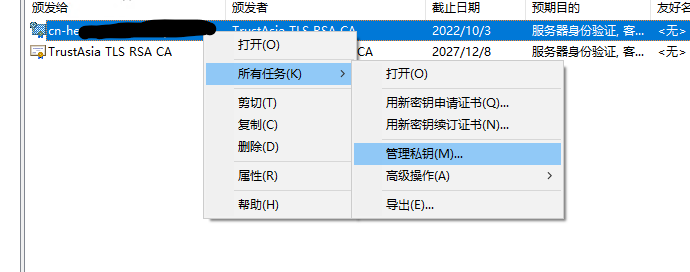 颁发给 颁发者 截止日期 预期目的 友好名
cn-he TrustAsia TLS RSA CA 2022/10/3 服务器身份验证, 客... <无>
TrustAsia TLS RSA CA CA 2027/12/8 服务器身份验证, 客... <无>
打开(O)
所有任务(K)
剪切(T)
复制(C)
删除(D)
属性(R)
帮助(H)
打开(O)
用新密钥申请证书(Q)...
用新密钥续订证书(N)...
管理私钥(M)...
高级操作(A)
导出(E)...